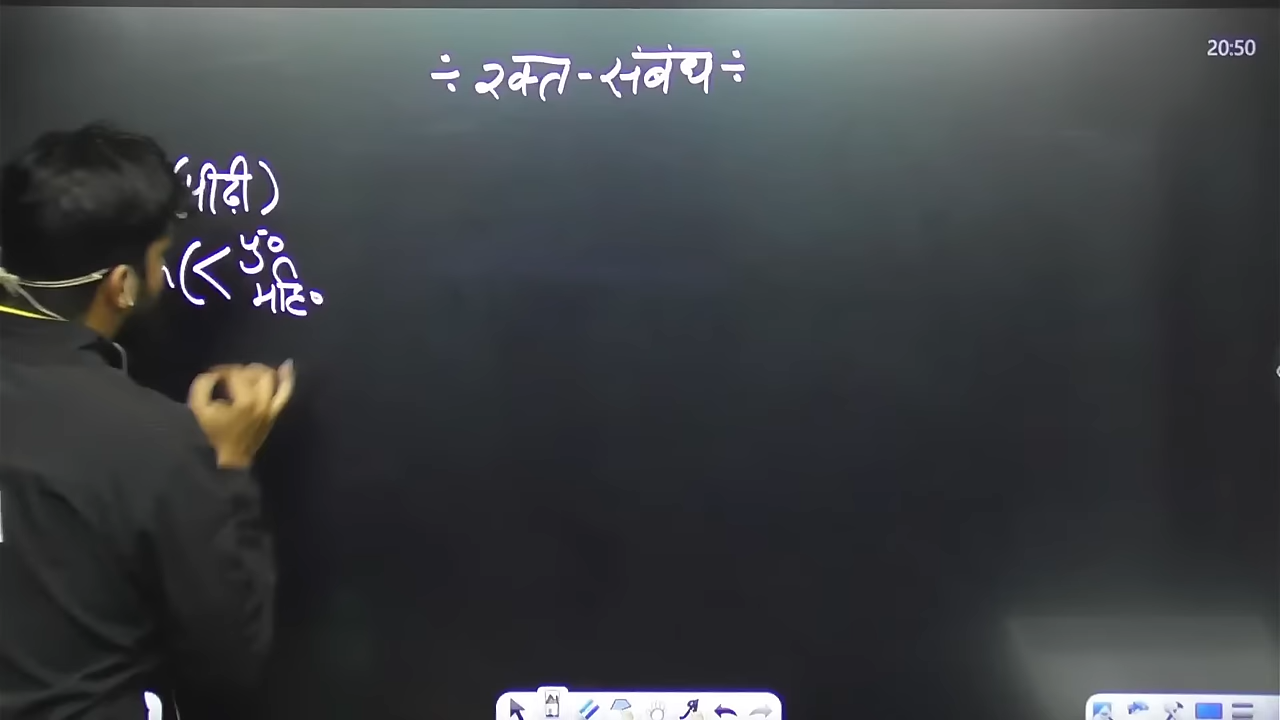 20:50
÷ रक्त-संबंध ÷
(पीढ़ी)
(< पुं०
महि०